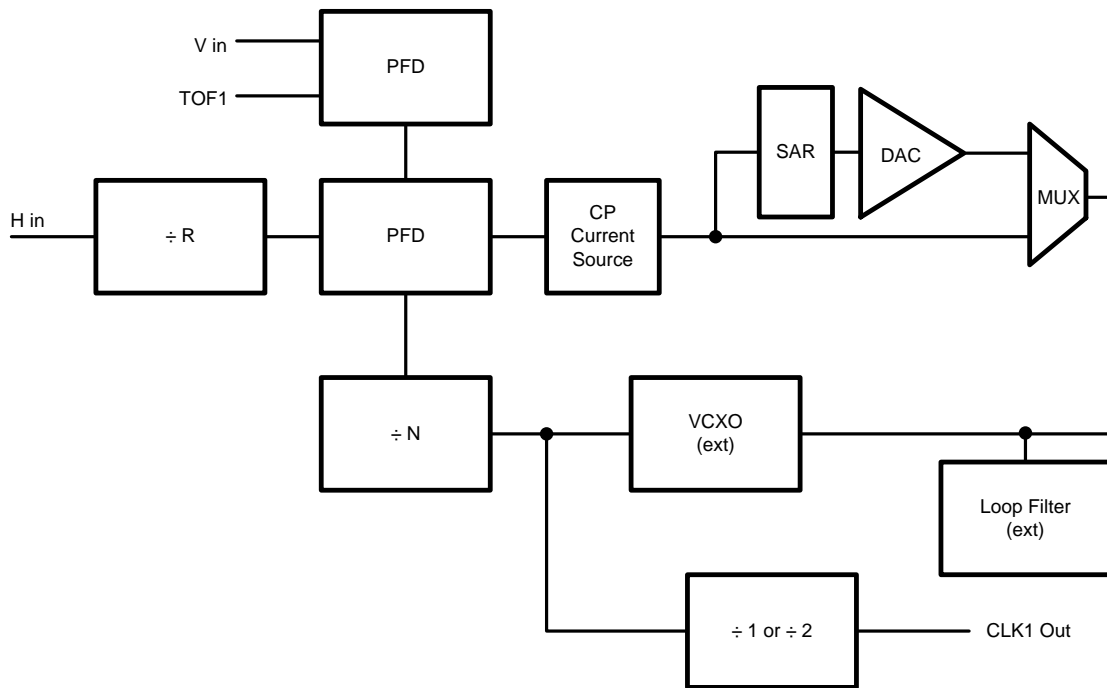 V in
PFD
TOF1
SAR
DAC
MUX
H in
÷ R
PFD
CP
Current
Source
÷ N
VCXO
(ext)
Loop Filter
(ext)
÷ 1 or ÷ 2
CLK1 Out